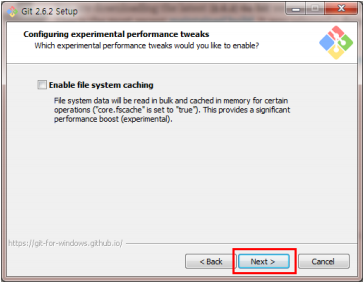 Git 2.6.2 Setup
Configuring experimental performance tweaks
Which experimental performance tweaks would you like to enable?
Enable file system caching
File system data will be read in bulk and cached in memory for certain
operations ("core.fscache" is set to "true"). This provides a significant
performance boost (experimental).
https://git-for-windows.github.io/
< Back Next > Cancel